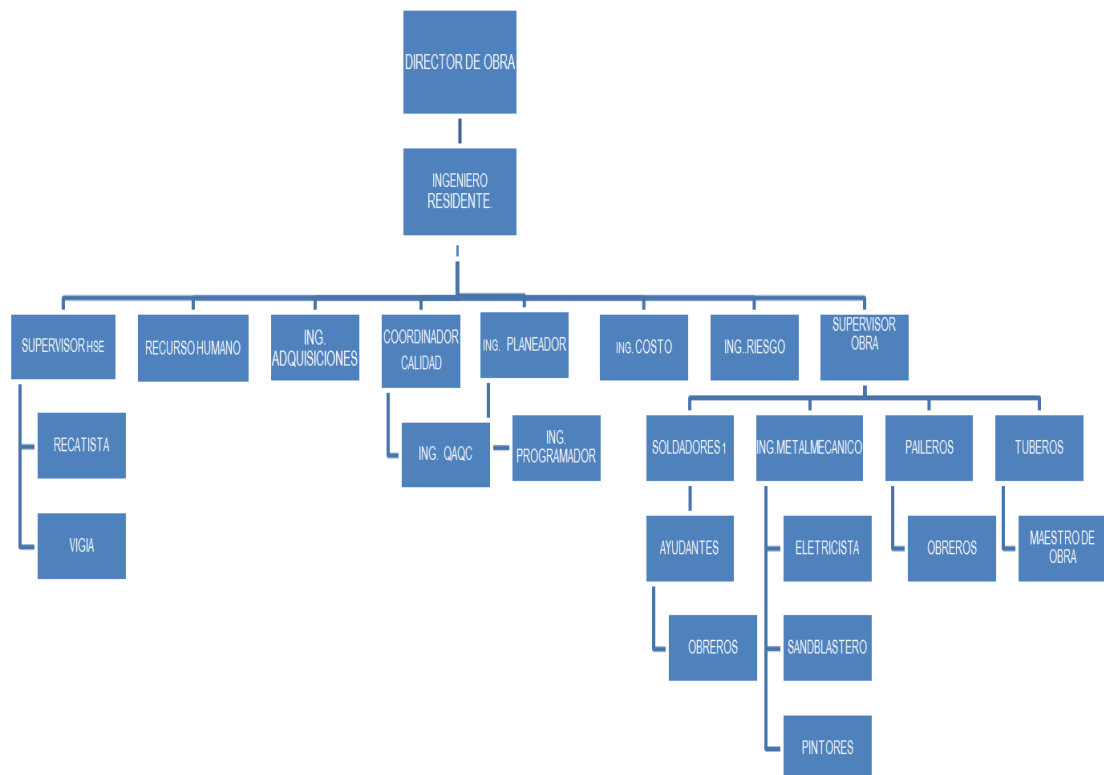 DIRECTOR DE OBRA
INGENIERO
RESIDENTE.
SUPERVISOR HSE
RECURSO HUMANO
ING.
ADQUISICIONES
COORDINADOR
CALIDAD
ING. PLANEADOR
ING. COSTO
ING..RIESGO
SUPERVISOR
OBRA
RECATISTA
VIGIA
ING. QAQC
ING.
PROGRAMADOR
SOLDADORES 1
ING.METALMECANICO
PAILEROS
TUBEROS
AYUDANTES
ELETRICISTA
OBREROS
MAESTRO DE
OBRA
OBREROS
SANDBLASTERO
PINTORES